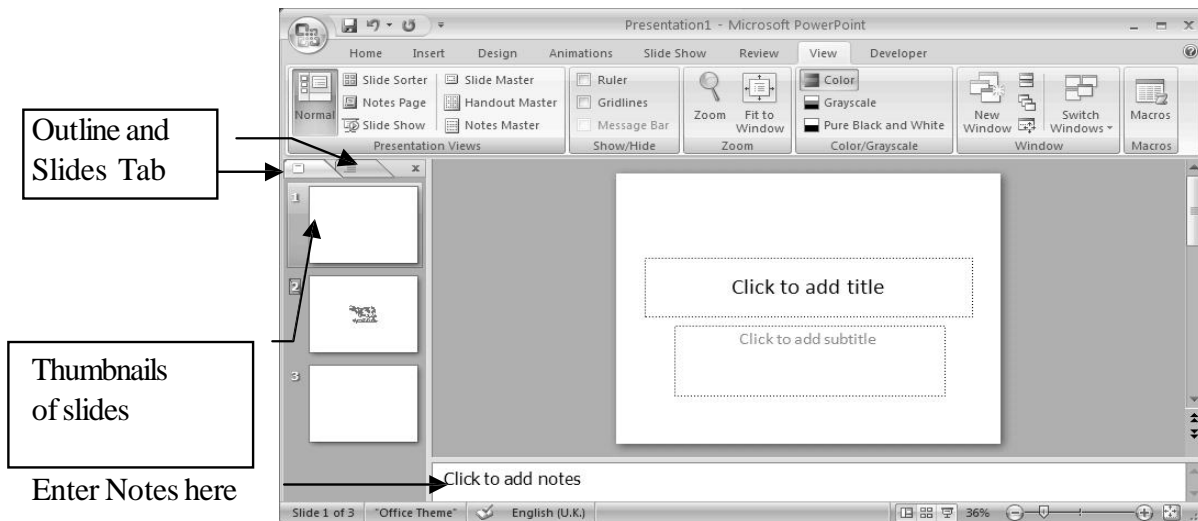 Presentation1 - Microsoft PowerPoint
Home Insert Design Animations Slide Show Review View Developer
Normal
Slide Sorter
Notes Page
Slide Show
Slide Master
Handout Master
Notes Master
Presentation Views
Ruler
Gridlines
Message Bar
Show/Hide
Zoom
Fit to
Window
Zoom
Color
Grayscale
Pure Black and White
Color/Grayscale
New
Window
Switch
Windows
Window
Macros
Macros
Outline and
Slides Tab
1
2
3
Click to add title
Click to add subtitle
Thumbnails
of slides
Enter Notes here
Click to add notes
Slide 1 of 3 "Office Theme" English (U.K.) 36%